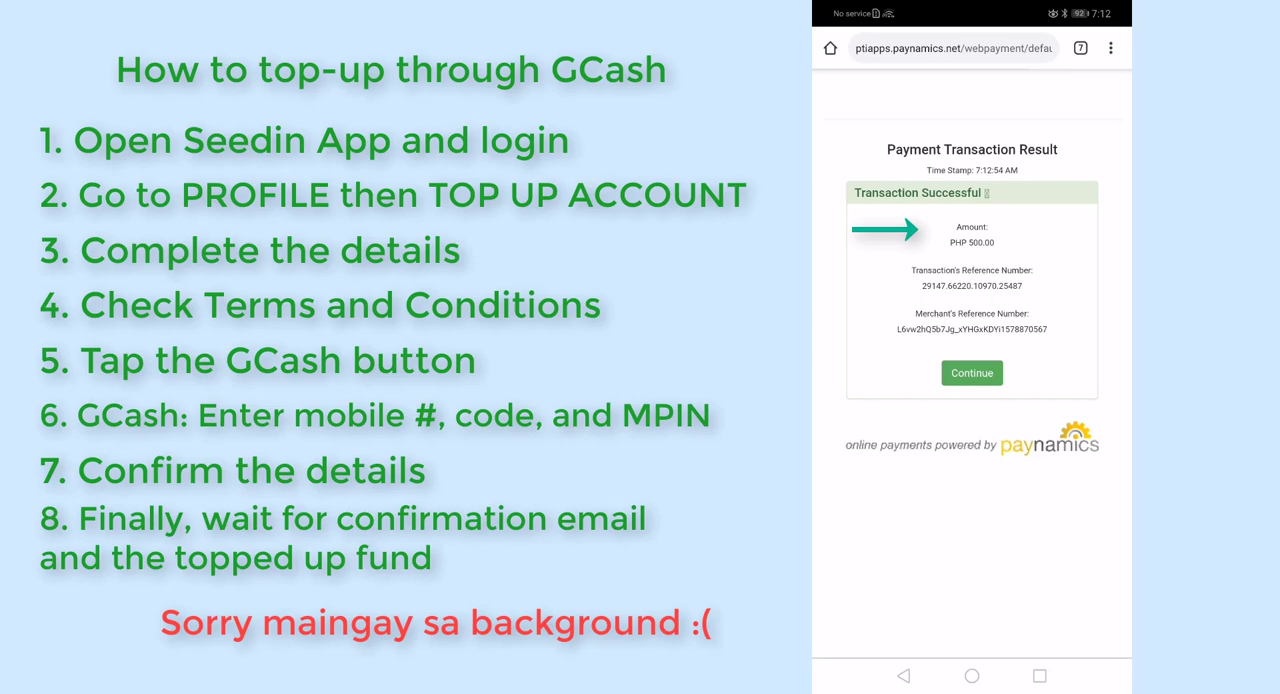 How to top-up through GCash
1. Open Seedin App and login
2. Go to PROFILE then TOP UP ACCOUNT
3. Complete the details
4. Check Terms and Conditions
5. Tap the GCash button
6. GCash: Enter mobile #, code, and MPIN
7. Confirm the details
8. Finally, wait for confirmation email
and the topped up fund
Sorry maingay sa background :(
No service
92 7:12
ptiapps.paynamics.net/webpayment/defau
7
Payment Transaction Result
Time Stamp: 7:12:54 AM
Transaction Successful
Amount:
PHP 500.00
Transaction's Reference Number:
29147.66220.10970.25487
Merchant's Reference Number:
L6vw2hQ5b7Jg_xYHGxKDYi1578870567
Continue
online payments powered by paynamics